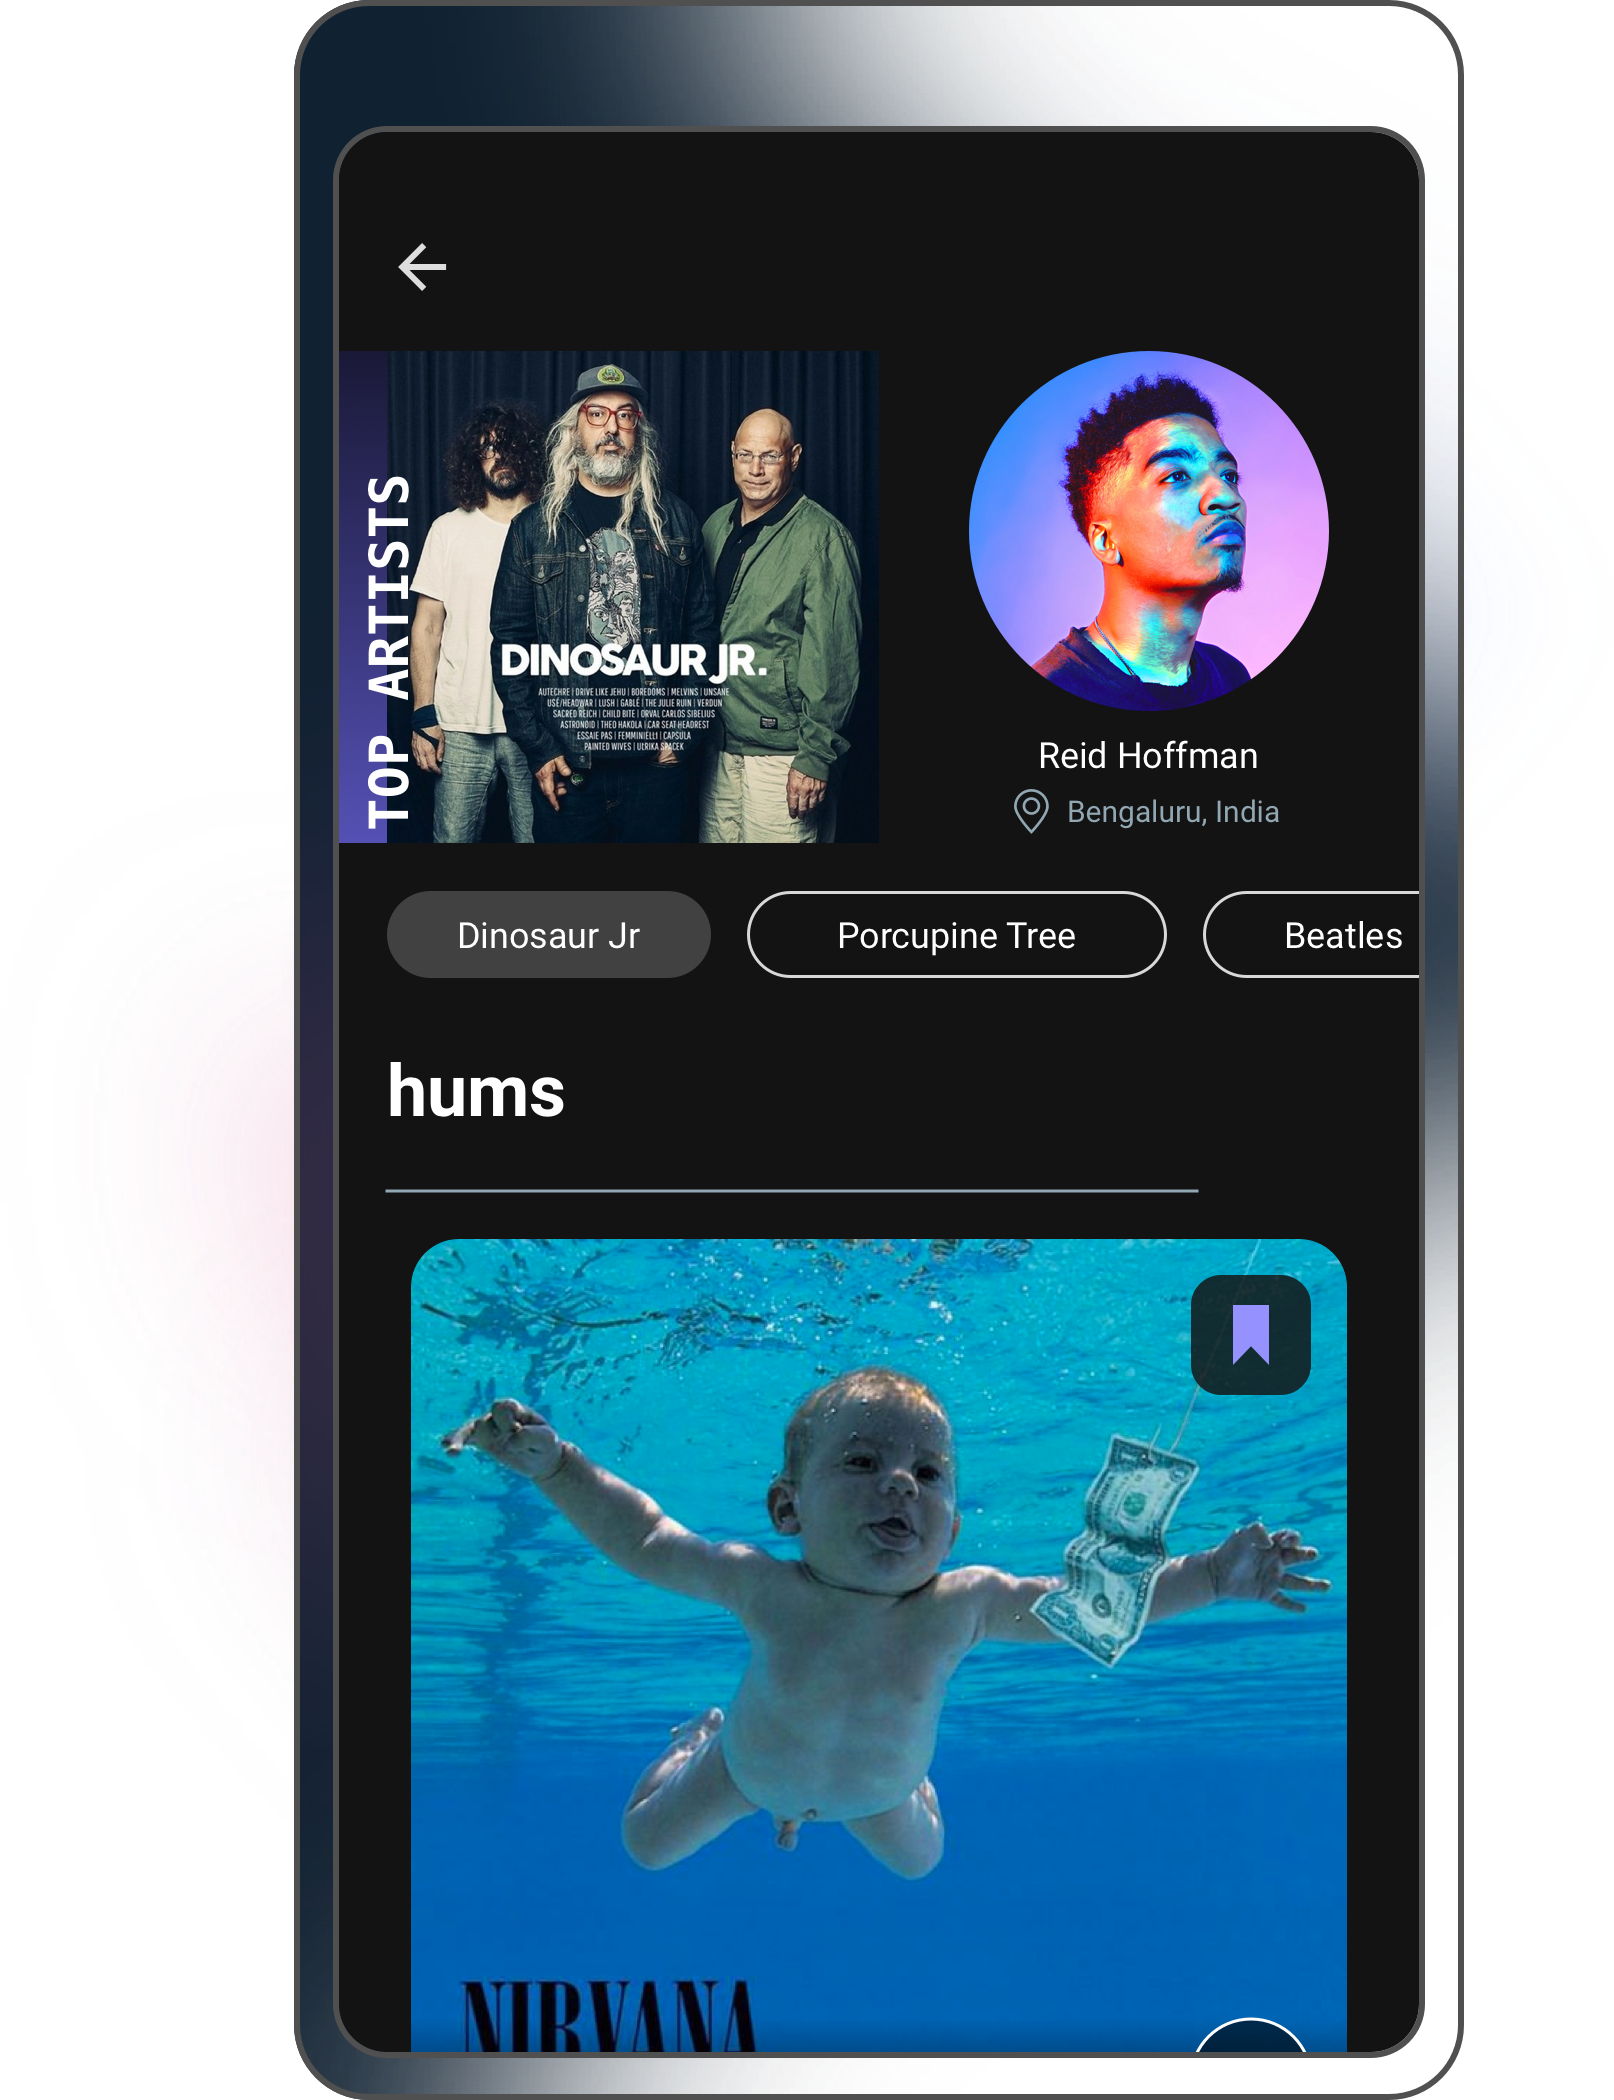 TOP ARTISTS
DINOSAUR JR.
AUTECHRE | DRIVE LIKE JEHU | BOREDOMS | MELVINS | UNSANE
USE/HEADWAR | LUSH | GABLÉ | THE JULIE RUIN | VERDUN
SACRED REICH | CHILD BITE | ORVAL CARLOS SIBELIUS
ASTRONOID | THEO HAKOLA | CAR SEAT HEADREST
ESSAIE PAS | FEMMINIELLI | CAPSULA
PAINTED WIVES | ULRIKA SPACEK
Reid Hoffman
Bengaluru, India
Dinosaur Jr
Porcupine Tree
Beatles
hums
NIRVANA